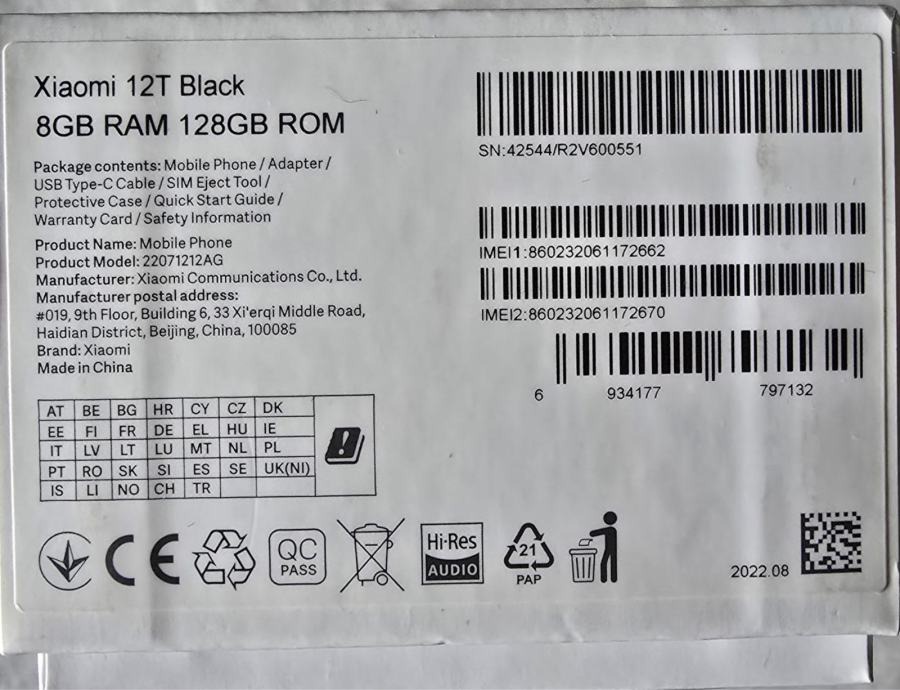 Xiaomi 12T Black
8GB RAM 128GB ROM
Package contents: Mobile Phone / Adapter /
USB Type-C Cable / SIM Eject Tool /
Protective Case / Quick Start Guide /
Warranty Card / Safety Information
Product Name: Mobile Phone
Product Model: 22071212AG
Manufacturer: Xiaomi Communications Co., Ltd.
Manufacturer postal address:
#019, 9th Floor, Building 6, 33 Xi'erqi Middle Road,
Haidian District, Beijing, China, 100085
Brand: Xiaomi
Made in China
SN:42544/R2V600551
IMEI1:860232061172662
IMEI2:860232061172670
6 934177 797132
AT BE BG HR CY CZ DK
EE FI FR DE EL HU IE
IT LV LT LU MT NL PL
PT RO SK SI ES SE UK(NI)
IS LI NO CH TR
CE
QC
PASS
Hi-Res
AUDIO
21
PAP
2022.08